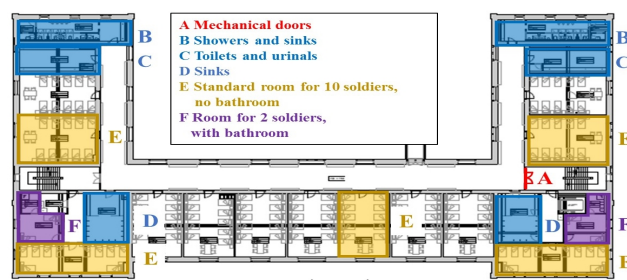 A Mechanical doors
B Showers and sinks
C Toilets and urinals
D Sinks
E Standard room for 10 soldiers,
no bathroom
F Room for 2 soldiers,
with bathroom
B
B
C
C
E
E
A
F
D
E
D
F
E
E